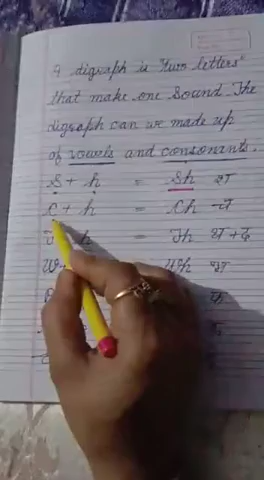 A digraph is "two letters"
that make one sound. The
digraph can we made up
of vowels and consonents.
S + h = Sh श
C + h = Ch च
h = Th थ + द
W = Wh व
फ